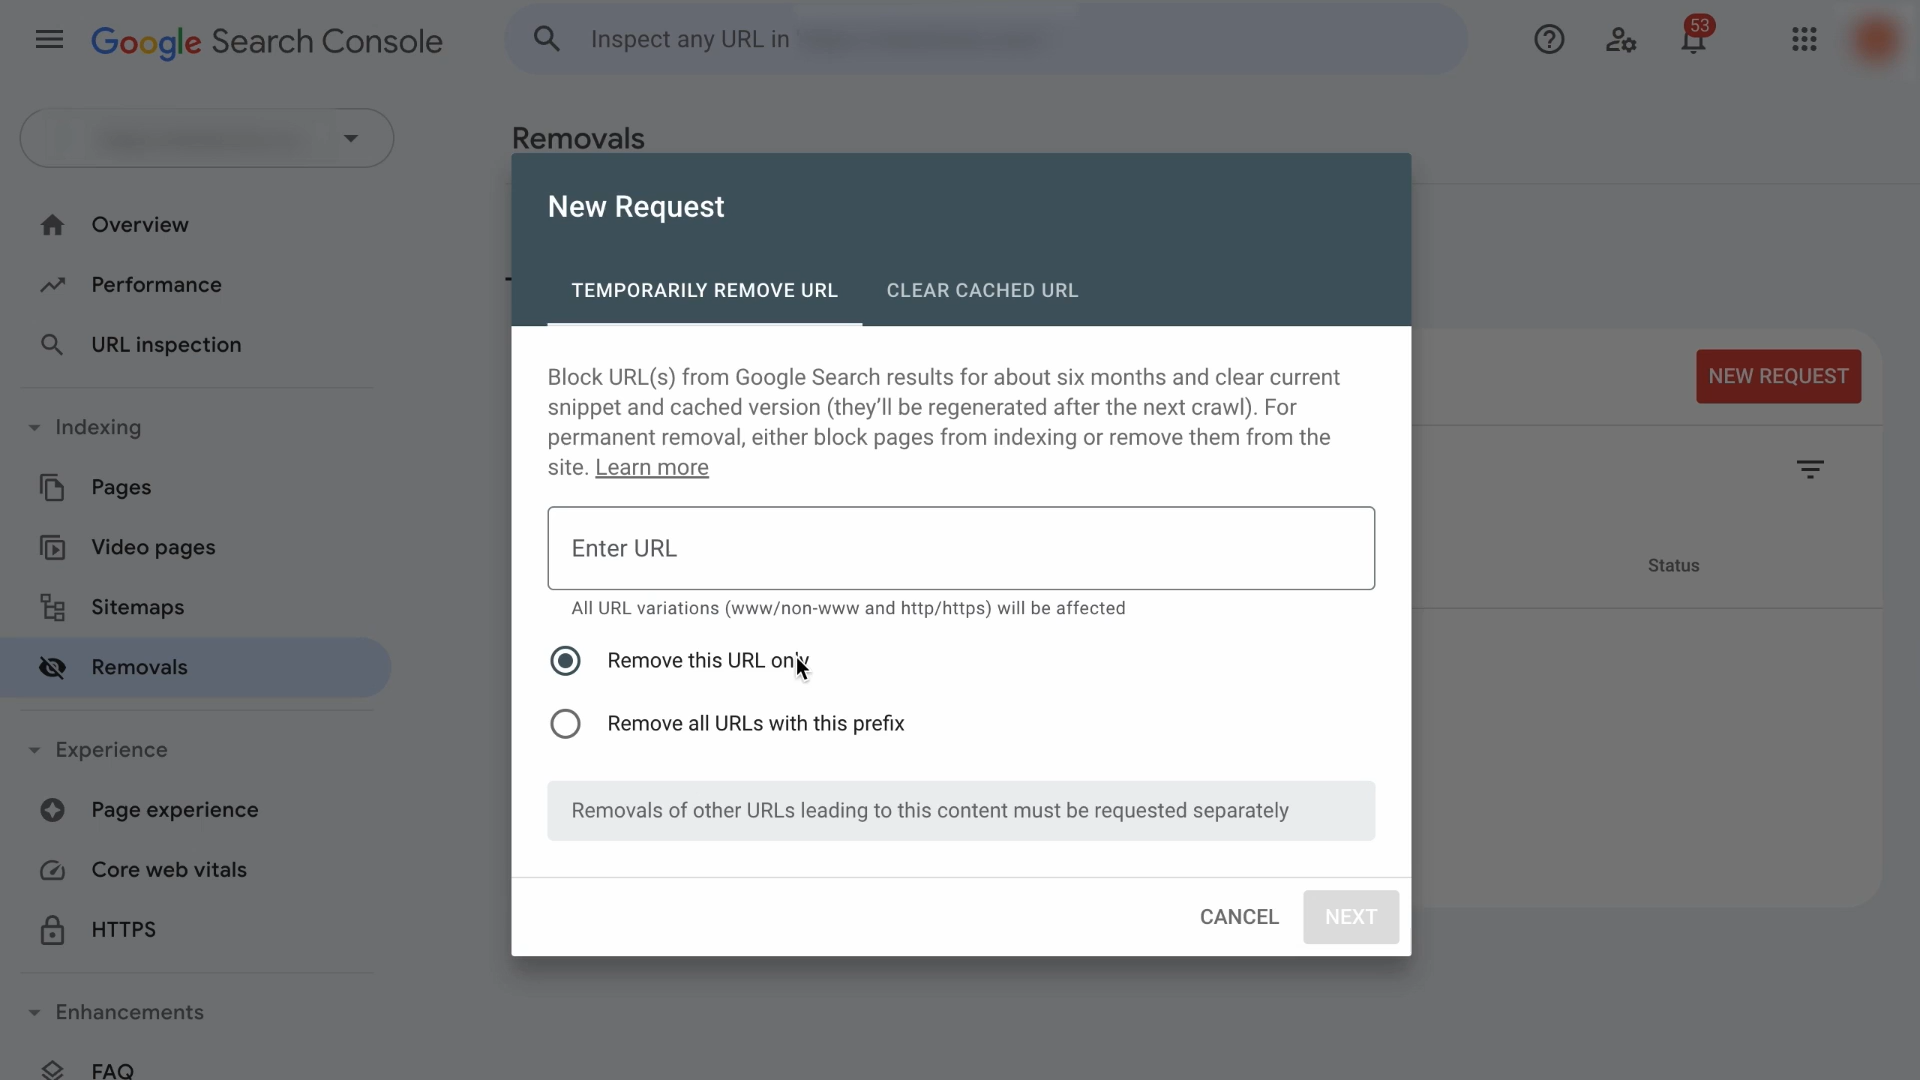 Google Search Console
Inspect any URL in
53
Removals
Overview
Performance
URL inspection
Indexing
Pages
Video pages
Sitemaps
Removals
Experience
Page experience
Core web vitals
HTTPS
Enhancements
FAQ
New Request
TEMPORARILY REMOVE URL
CLEAR CACHED URL
Block URL(s) from Google Search results for about six months and clear current
snippet and cached version (they'll be regenerated after the next crawl). For
permanent removal, either block pages from indexing or remove them from the
site. Learn more
Enter URL
All URL variations (www/non-www and http/https) will be affected
Remove this URL only
Remove all URLs with this prefix
Removals of other URLs leading to this content must be requested separately
CANCEL
NEXT
NEW REQUEST
Status